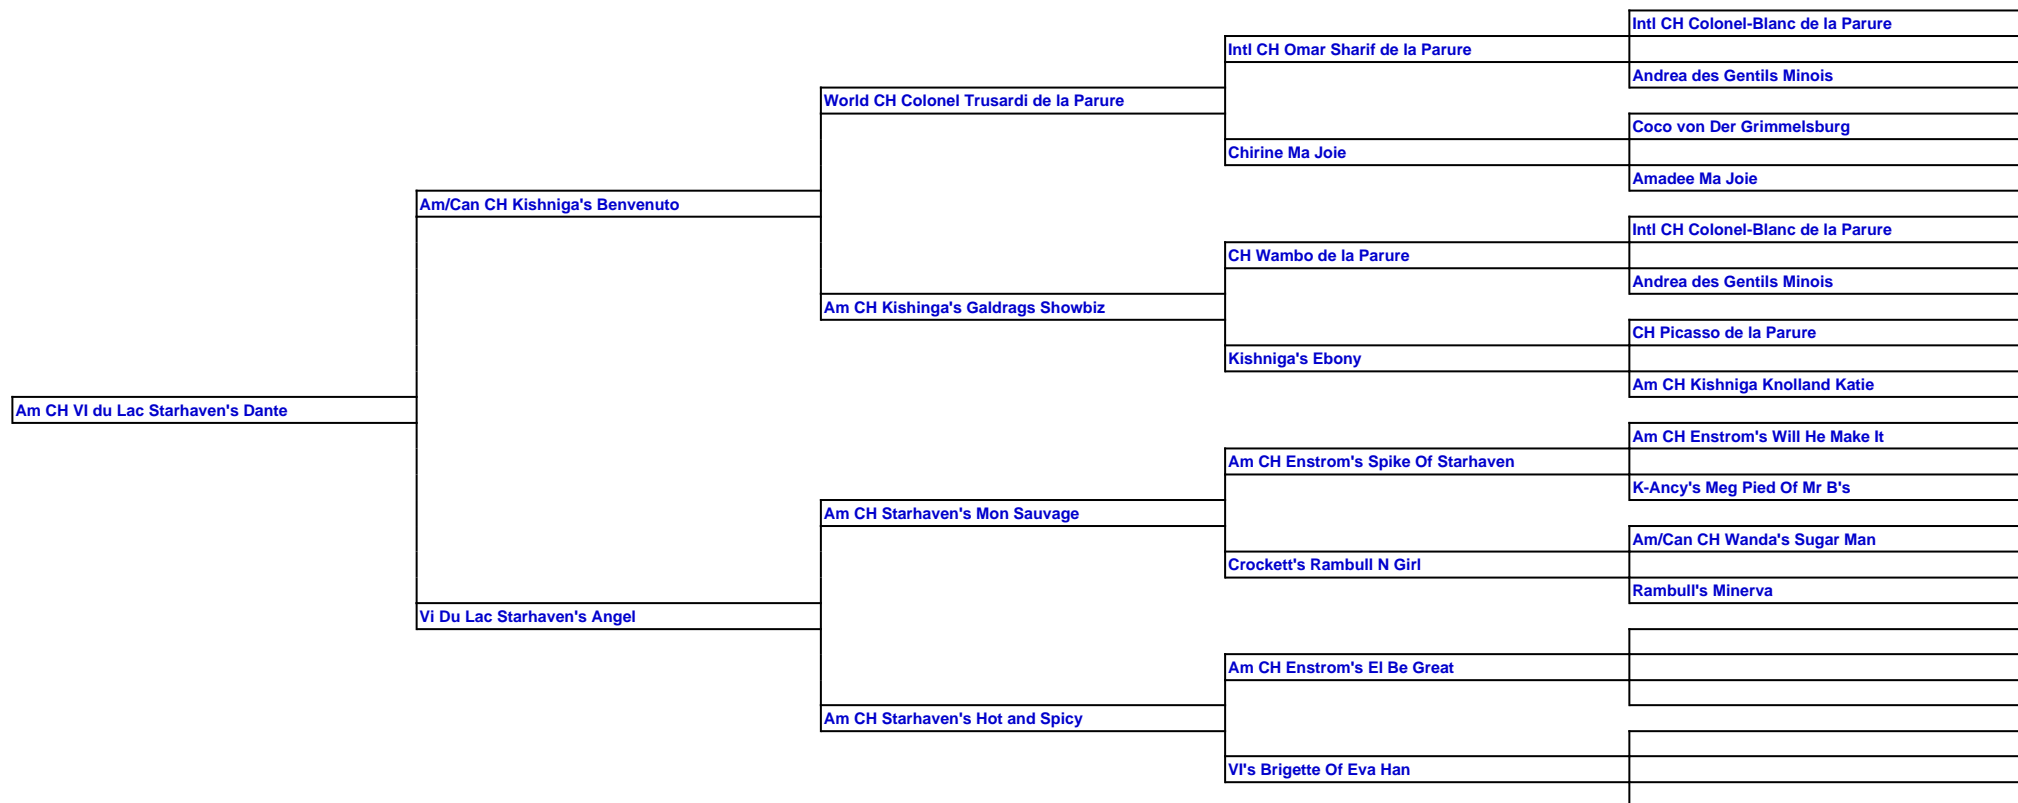 Intl CH Colonel-Blanc de la Parure
Intl CH Omar Sharif de la Parure
Andrea des Gentils Minois
World CH Colonel Trusardi de la Parure
Coco von Der Grimmelsburg
Chirine Ma Joie
Amadee Ma Joie
Am/Can CH Kishniga's Benvenuto
Intl CH Colonel-Blanc de la Parure
CH Wambo de la Parure
Andrea des Gentils Minois
Am CH Kishinga's Galdrags Showbiz
CH Picasso de la Parure
Kishniga's Ebony
Am CH Kishniga Knolland Katie
Am CH VI du Lac Starhaven's Dante
Am CH Enstrom's Will He Make It
Am CH Enstrom's Spike Of Starhaven
K-Ancy's Meg Pied Of Mr B's
Am CH Starhaven's Mon Sauvage
Am/Can CH Wanda's Sugar Man
Crockett's Rambull N Girl
Rambull's Minerva
Vi Du Lac Starhaven's Angel
Am CH Enstrom's El Be Great
Am CH Starhaven's Hot and Spicy
VI's Brigette Of Eva Han